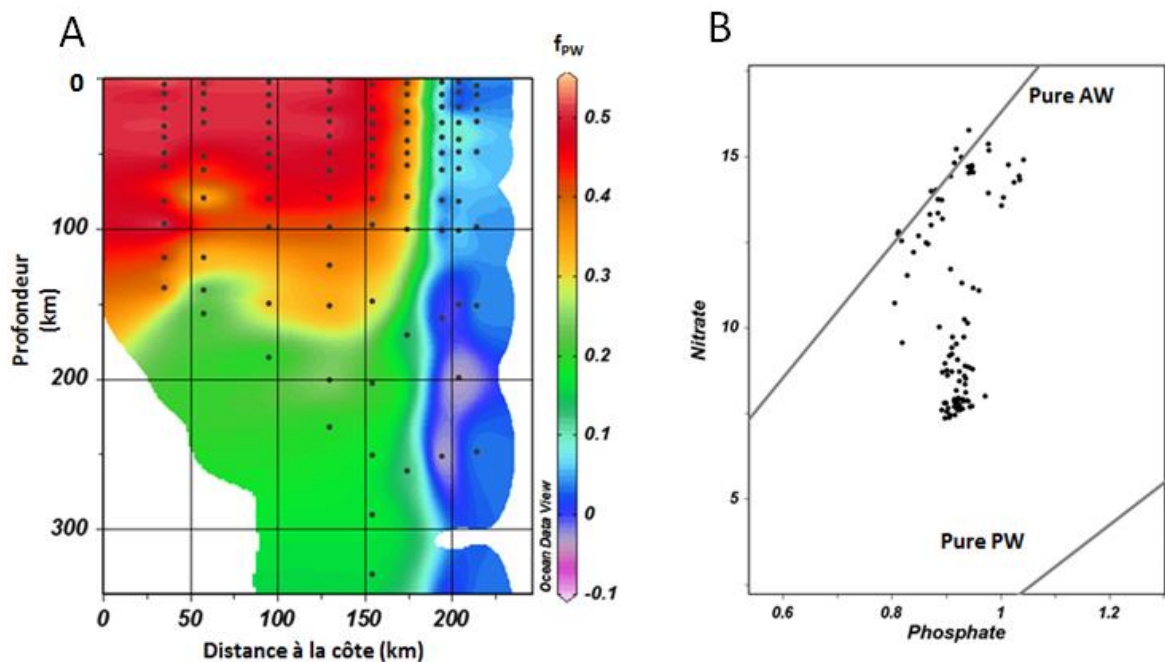 A
f_PW
B
0
100
200
300
Profondeur
(km)
0
50
100
150
200
Distance à la côte (km)
0.5
0.4
0.3
0.2
0.1
0
-0.1
Ocean Data View
Pure AW
Pure PW
15
10
5
Nitrate
0.6
0.8
1
1.2
Phosphate